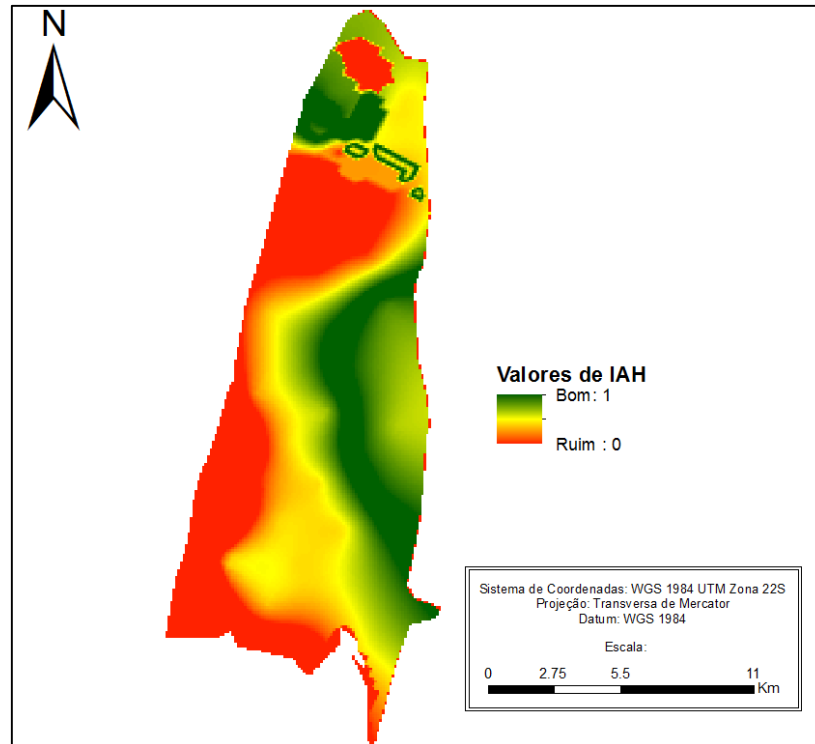 N
Valores de IAH
Bom : 1
Ruim : 0
Sistema de Coordenadas: WGS 1984 UTM Zona 22S
Projeção: Transversa de Mercator
Datum: WGS 1984
Escala:
0 2.75 5.5 11
Km